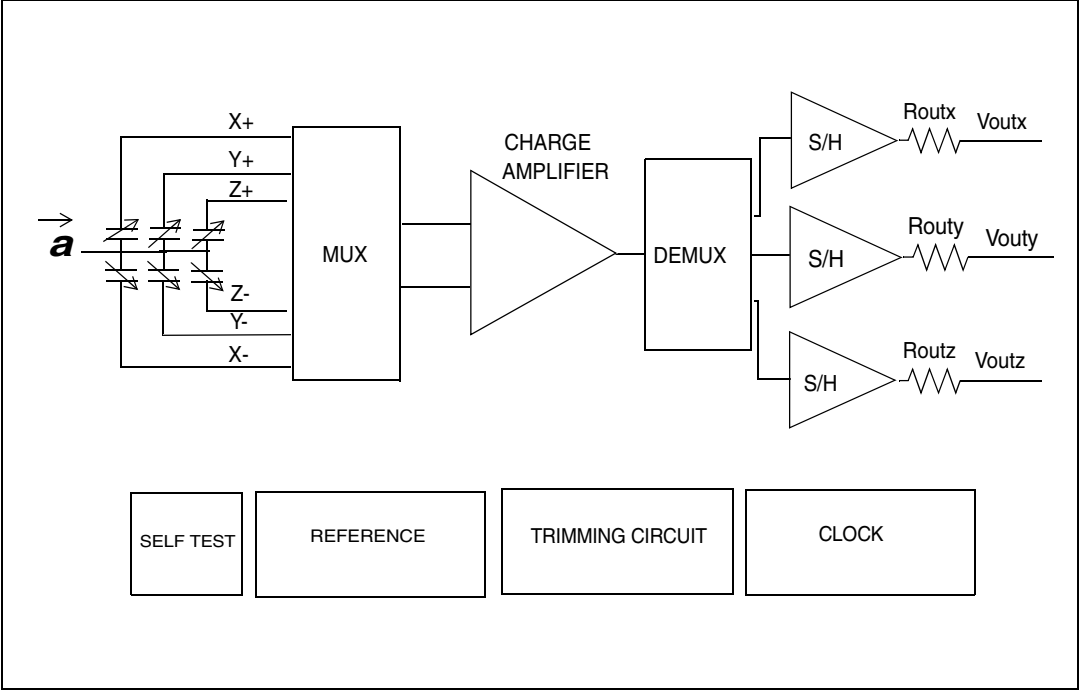 X+
Y+
Z+
a
Z-
Y-
X-
MUX
CHARGE
AMPLIFIER
DEMUX
S/H
Routx
Voutx
S/H
Routy
Vouty
S/H
Routz
Voutz
SELF TEST
REFERENCE
TRIMMING CIRCUIT
CLOCK